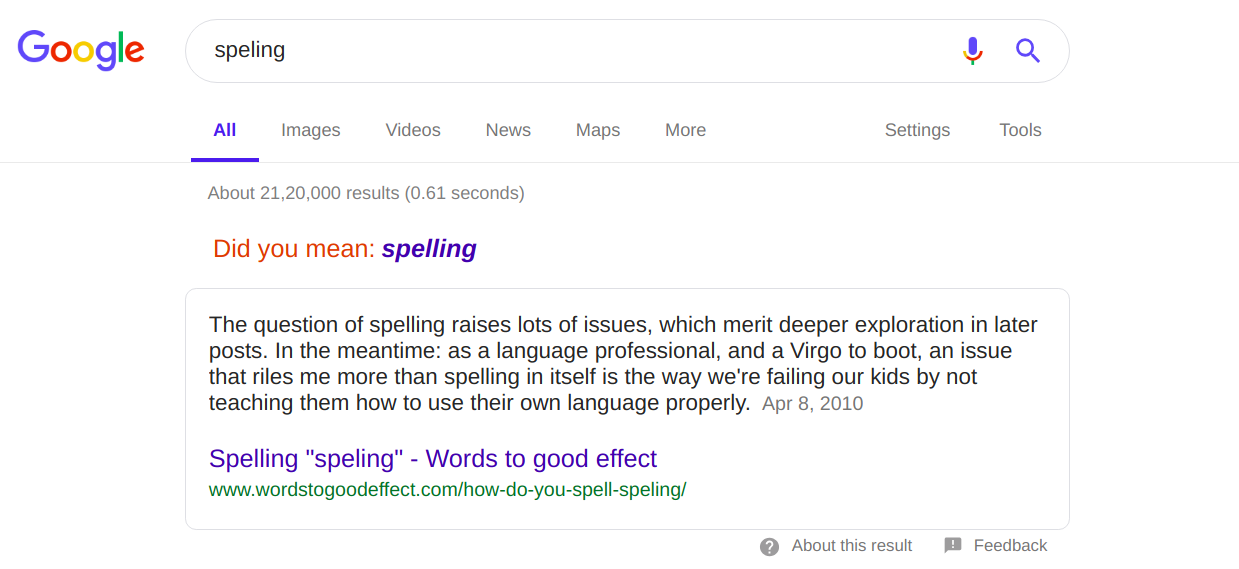 Google
speling
All Images Videos News Maps More Settings Tools
About 21,20,000 results (0.61 seconds)
Did you mean: spelling
The question of spelling raises lots of issues, which merit deeper exploration in later
posts. In the meantime: as a language professional, and a Virgo to boot, an issue
that riles me more than spelling in itself is the way we're failing our kids by not
teaching them how to use their own language properly. Apr 8, 2010
Spelling "speling" - Words to good effect
www.wordstogoodeffect.com/how-do-you-spell-speling/
About this result Feedback